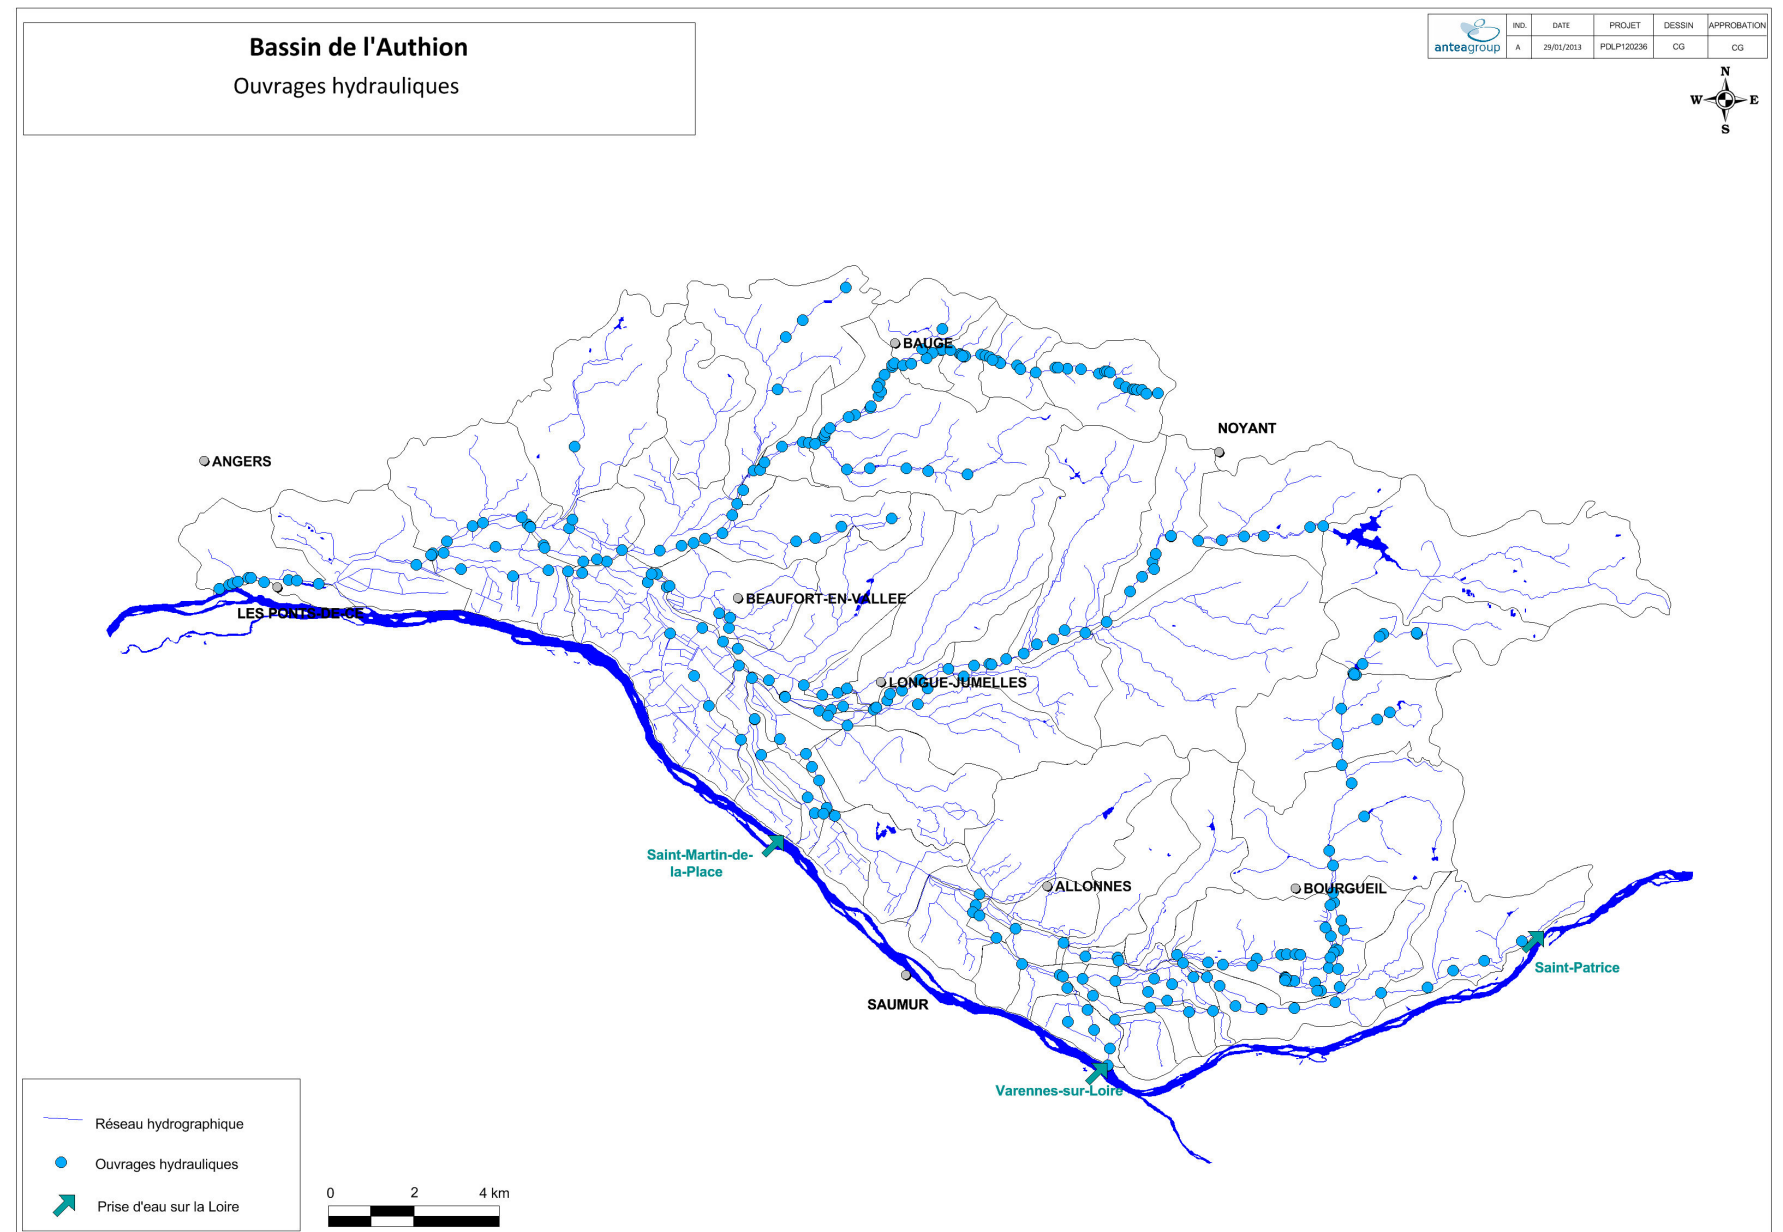 Bassin de l'Authion
Ouvrages hydrauliques
anteagroup
IND. DATE PROJET DESSIN APPROBATION
A 29/01/2013 PDLP120236 CG CG
N
W E
S
BAUGE
NOYANT
ANGERS
BEAUFORT-EN-VALLEE
LES PONTS-DE-CE
LONGUE-JUMELLES
Saint-Martin-de-
la-Place
ALLONNES
BOURGUEIL
Saint-Patrice
SAUMUR
Varennes-sur-Loire
Réseau hydrographique
Ouvrages hydrauliques
Prise d'eau sur la Loire
0 2 4 km